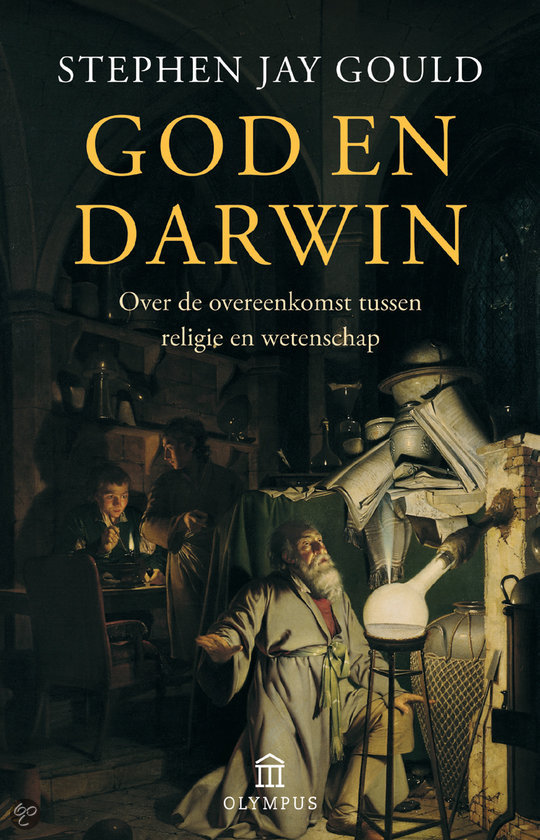 STEPHEN JAY GOULD
GOD EN
DARWIN
Over de overeenkomst tussen
religie en wetenschap
OLYMPUS